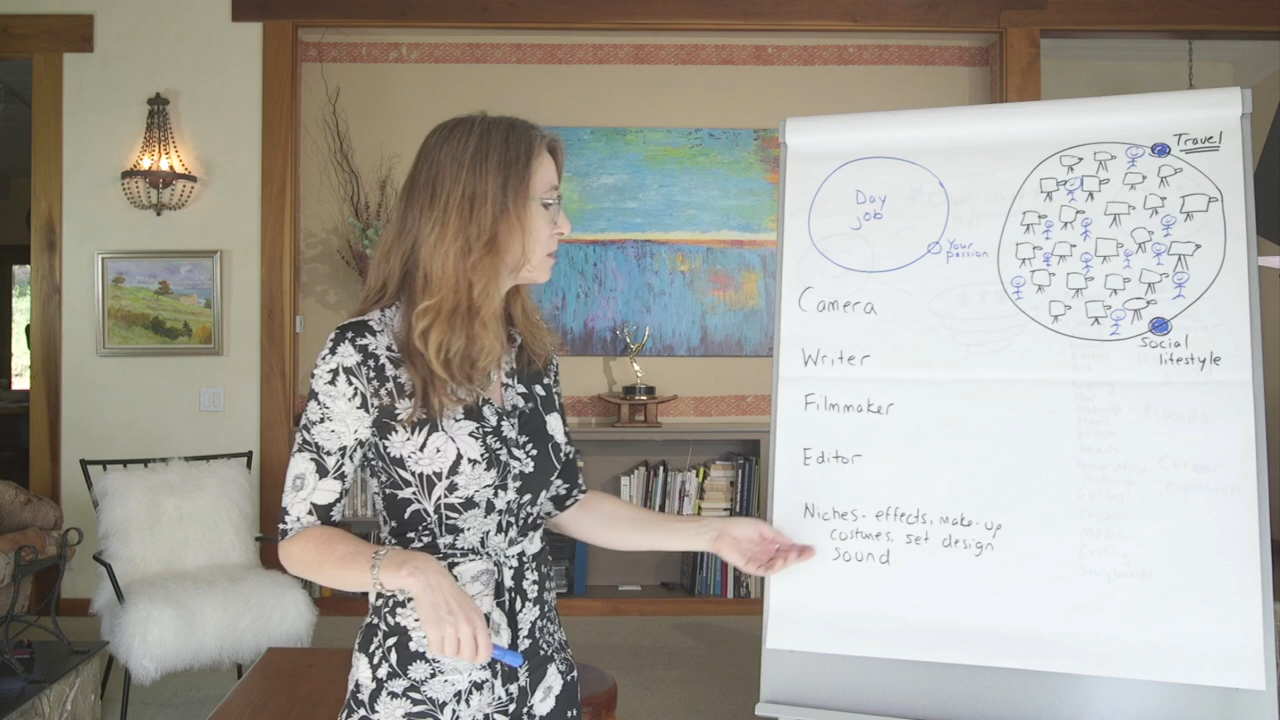 Travel
Day
job
Your
passion
Camera
Social
lifestyle
Writer
Filmmaker
Editor
Niches - effects, make-up
costumes, set design
sound